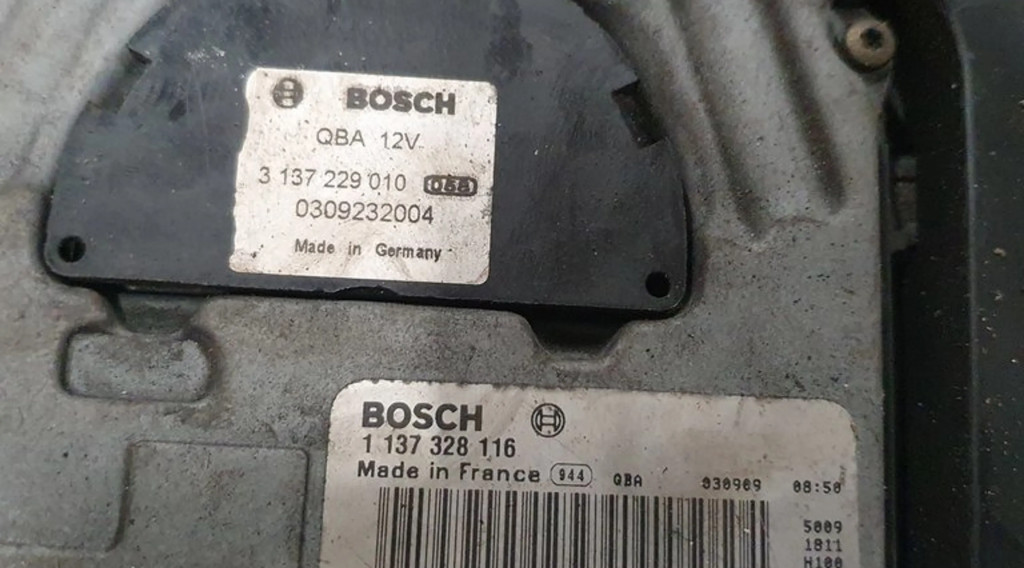 BOSCH
QBA 12V
3 137 229 010
0309232004
Made in Germany
BOSCH
1 137 328 116
Made in France 944 QBA 030909 08:50
5009
1811
H100